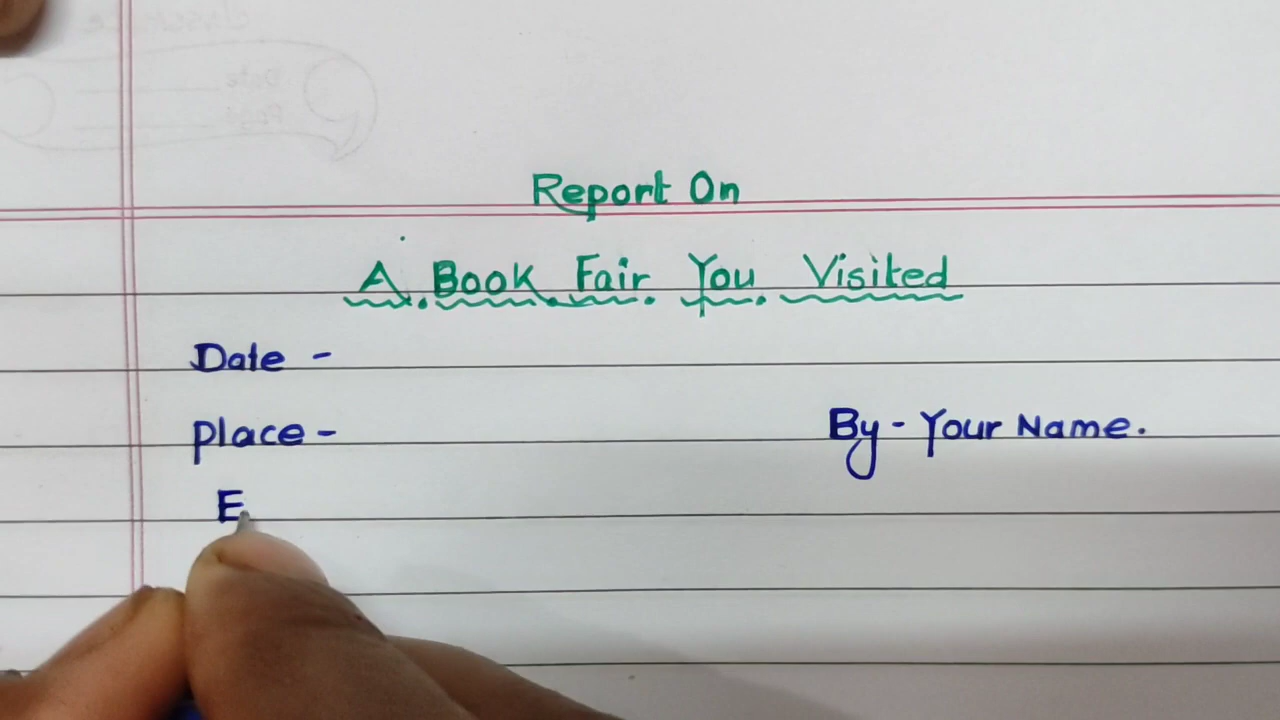 Report On
A Book Fair You Visited
Date -
Place -
By - Your Name.
E